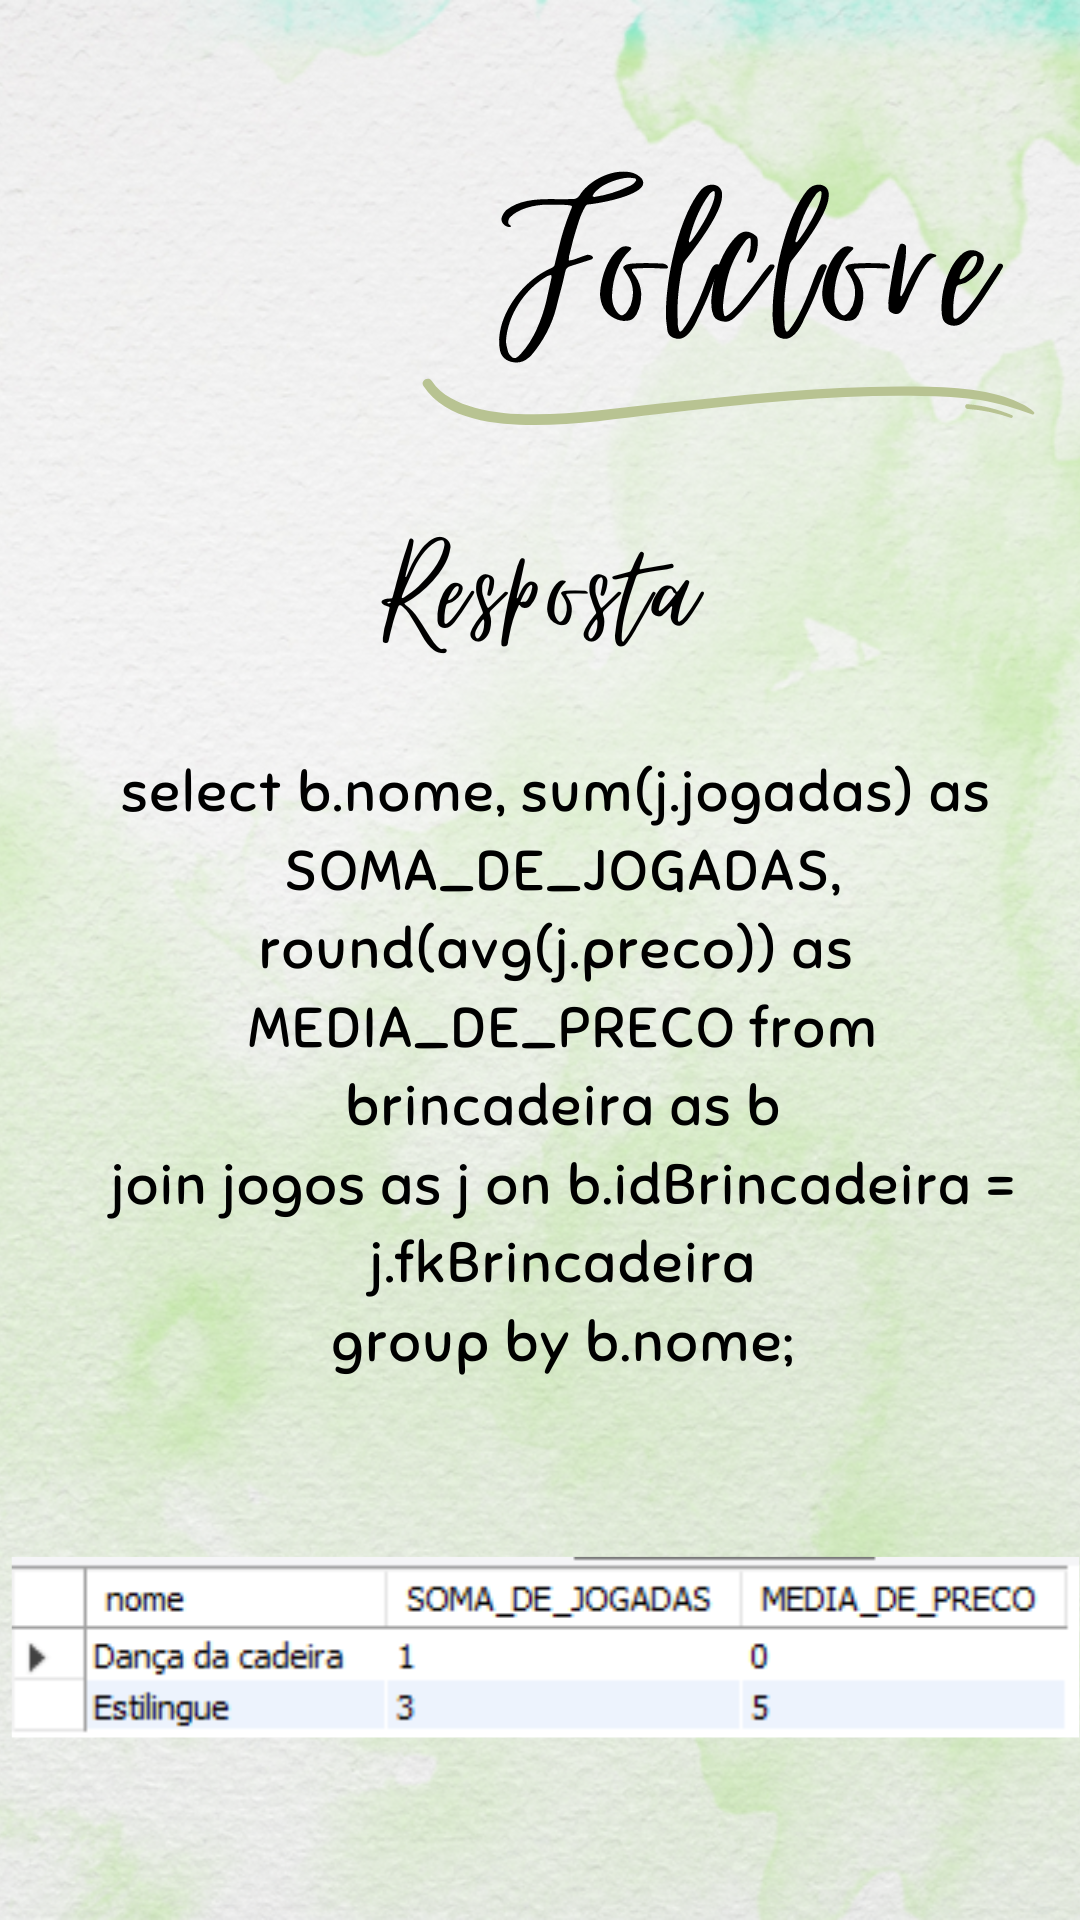 Folclore
Resposta
select b.nome, sum(j.jogadas) as
SOMA_DE_JOGADAS,
round(avg(j.preco)) as
MEDIA_DE_PRECO from
brincadeira as b
join jogos as j on b.idBrincadeira =
j.fkBrincadeira
group by b.nome;
nome SOMA_DE_JOGADAS MEDIA_DE_PRECO
Dança da cadeira 1 0
Estilingue 3 5